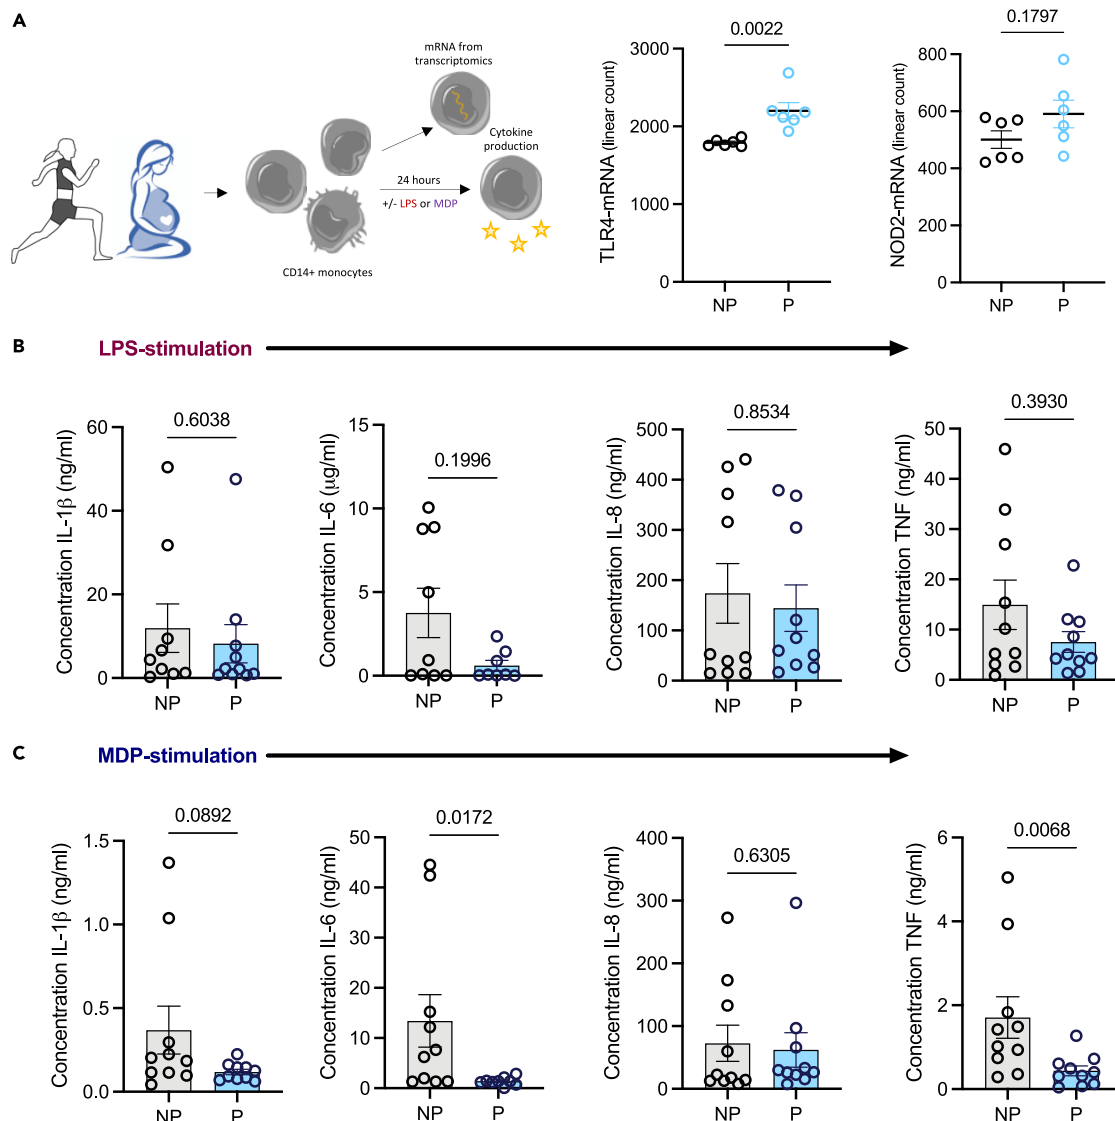 A
mRNA from
transcriptomics
Cytokine
production
24 hours
+/- LPS or MDP
CD14+ monocytes
0.0022
TLR4-mRNA (linear count)
3000
2000
1000
0
NP
P
0.1797
NOD2-mRNA (linear count)
800
600
400
200
0
NP
P
B
LPS-stimulation
0.6038
Concentration IL-1β (ng/ml)
60
40
20
0
NP
P
0.1996
Concentration IL-6 (μg/ml)
15
10
5
0
NP
P
0.8534
Concentration IL-8 (ng/ml)
500
400
300
200
100
0
NP
P
0.3930
Concentration TNF (ng/ml)
50
40
30
20
10
0
NP
P
C
MDP-stimulation
0.0892
Concentration IL-1β (ng/ml)
1.5
1.0
0.5
0.0
NP
P
0.0172
Concentration IL-6 (ng/ml)
50
40
30
20
10
0
NP
P
0.6305
Concentration IL-8 (ng/ml)
400
300
200
100
0
NP
P
0.0068
Concentration TNF (ng/ml)
6
4
2
0
NP
P